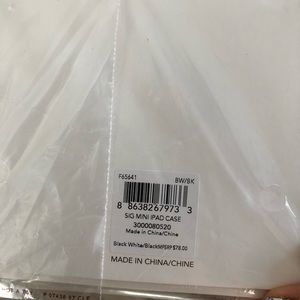 F65641 BW/BK
8 8638267973 3
SIG MINI IPAD CASE
3000080520
Made in China/Chine
Black White/Black MPSRP $78.00
MADE IN CHINA/CHINE